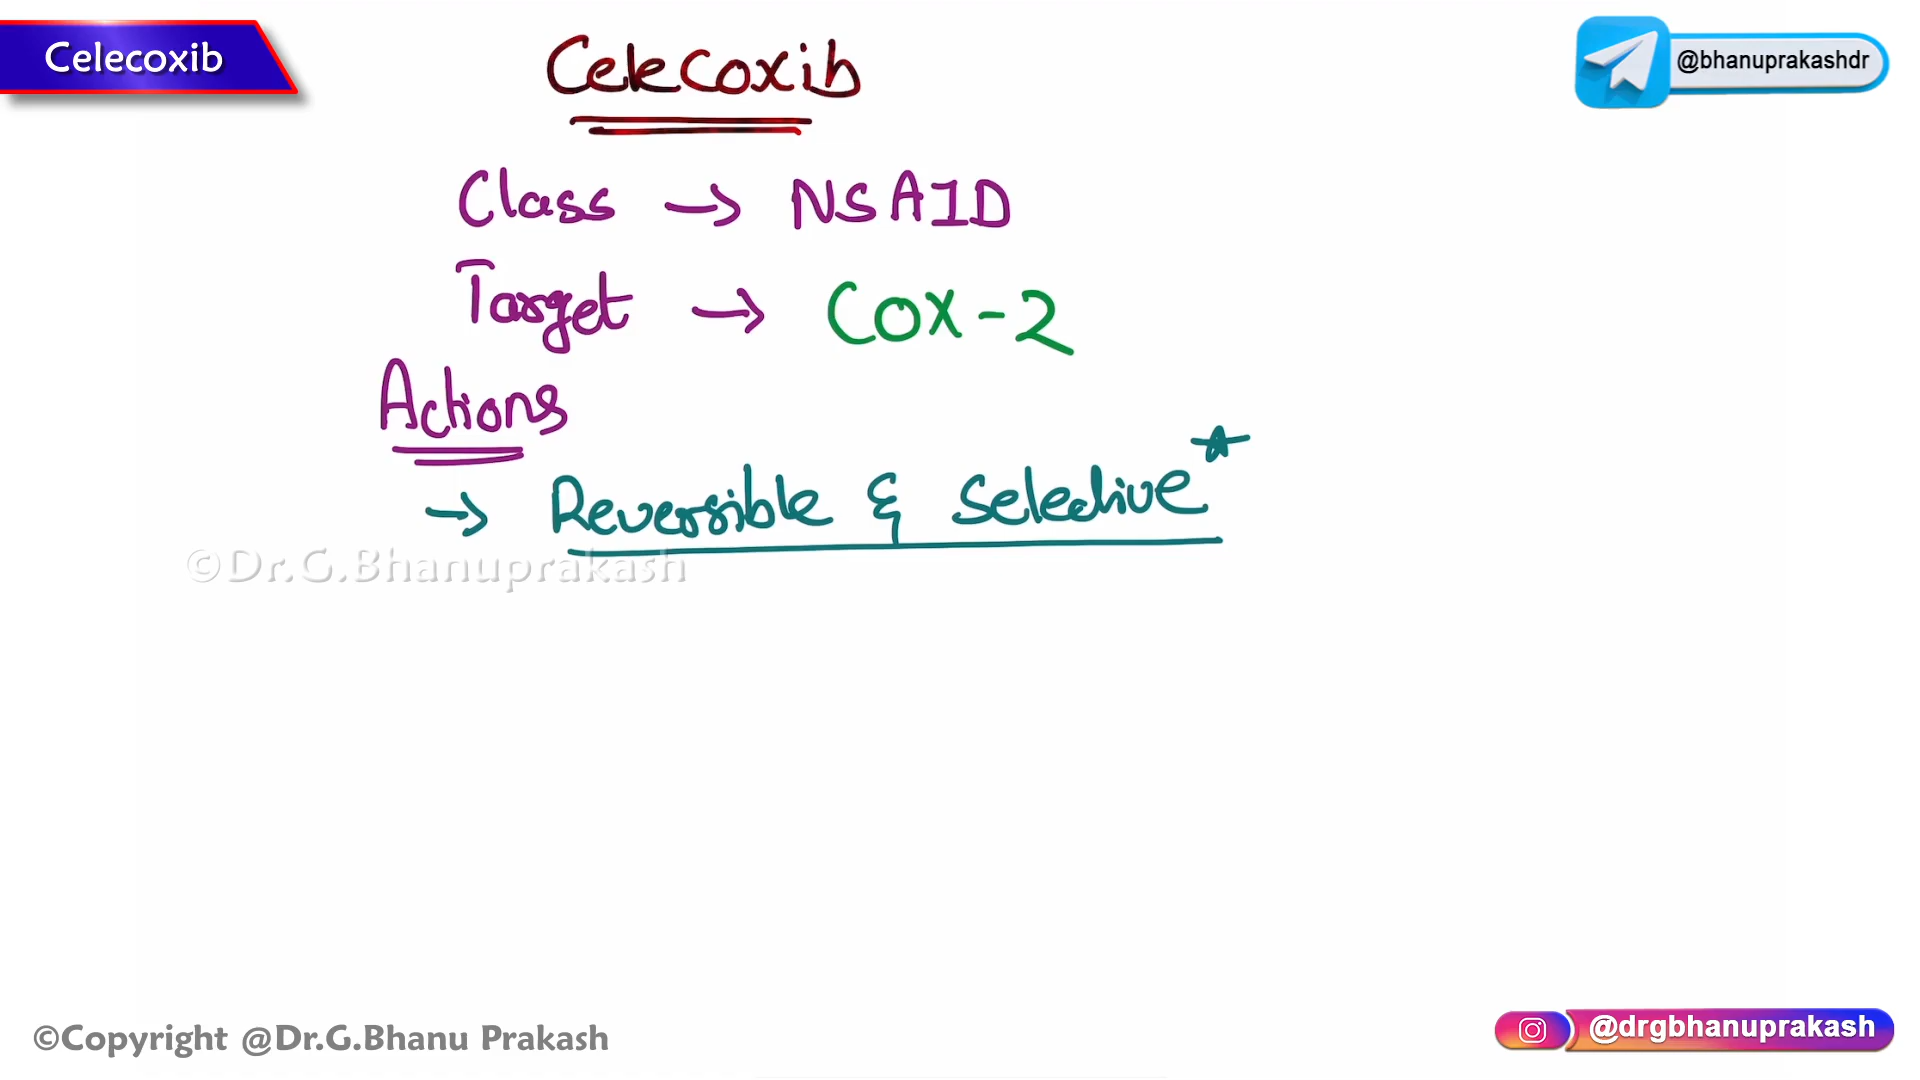 Celecoxib
Celecoxib
@bhanuprakashdr
Class → NSAID
Target → COX-2
Actions
→ Reversible & Selective*
©Dr.G.Bhanuprakash
©Copyright @Dr.G.Bhanu Prakash
@drgbhanuprakash